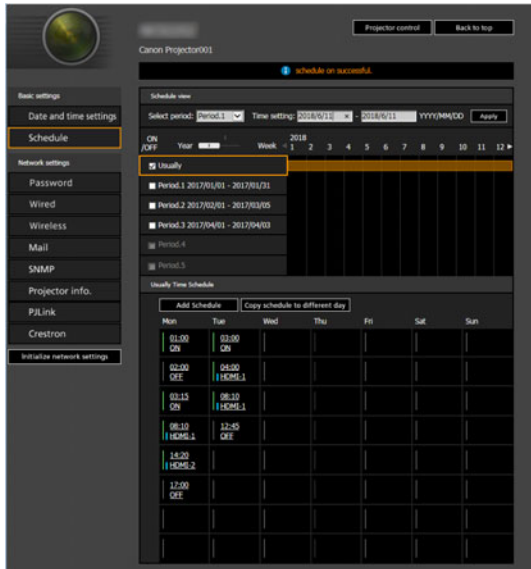 Projector control Back to top
Canon Projector001
schedule on successful.
Basic settings
Date and time settings
Schedule
Network settings
Password
Wired
Wireless
Mail
SNMP
Projector info.
PJLink
Crestron
Initialize network settings
Schedule view
Select period: Period.1 Time setting: 2018/6/11 × - 2018/6/11 YYYY/MM/DD Apply
ON
/OFF Year Week 2018
1 2 3 4 5 6 7 8 9 10 11 12
Usually
Period.1 2017/01/01 - 2017/01/31
Period.2 2017/02/01 - 2017/03/05
Period.3 2017/04/01 - 2017/04/03
Period.4
Period.5
Usually Time Schedule
Add Schedule Copy schedule to different day
Mon Tue Wed Thu Fri Sat Sun
01:00 03:00
ON ON
02:00 04:00
OFF HDMI-1
03:15 08:10
ON HDMI-1
08:10 12:45
HDMI-1 OFF
14:20
HDMI-2
17:00
OFF